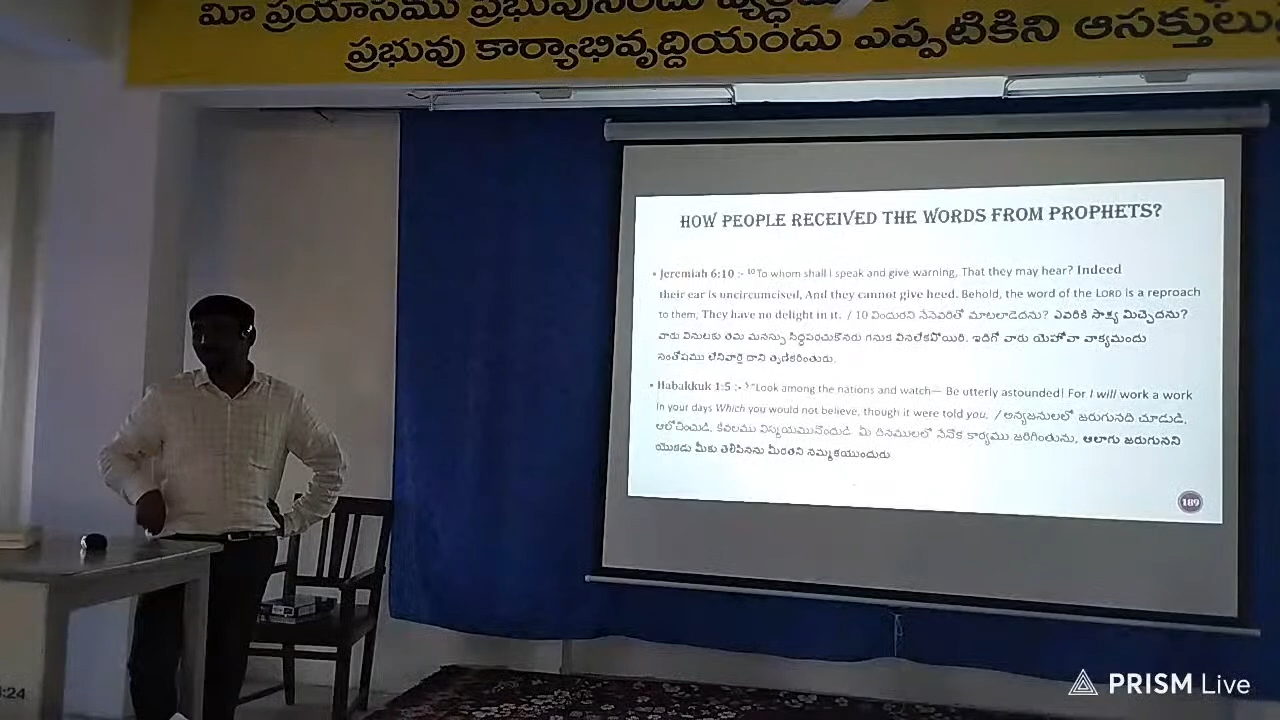 మీ ప్రయాసము ప్రభువునందు వ్యర్థము
ప్రభువు కార్యాభివృద్దియందు ఎప్పటికిని ఆసక్తులు
HOW PEOPLE RECEIVED THE WORDS FROM PROPHETS?
• Jeremiah 6:10 :- 10 To whom shall I speak and give warning, That they may hear? Indeed
their ear is uncircumcised, And they cannot give heed. Behold, the word of the LORD is a reproach
to them, They have no delight in it. / 10 విందురని నేనెవరితో మాటలాడెదను? ఎవరికి సాక్ష్య మిచ్చెదను?
వారు వినుటకు తమ మనస్సు సిద్ధపరచుకొనరు గనుక వినలేకపోయిరి. ఇదిగో వారు యెహోవా వాక్యమందు
సంతోషము లేనివారై దాని తృణీకరింతురు.
• Habakkuk 1:5 :- 5 "Look among the nations and watch— Be utterly astounded! For I will work a work
in your days Which you would not believe, though it were told you. / అన్యజనులలో జరుగునది చూడుడి,
ఆలోచించుడి, కేవలము విస్మయమునొందుడి మీ దినములలో నేనొక కార్యము జరిగింతును, ఆలాగు జరుగునని
యొకడు మీకు తెలిపినను మీరతని నమ్మకయుందురు
189
:24
PRISM Live